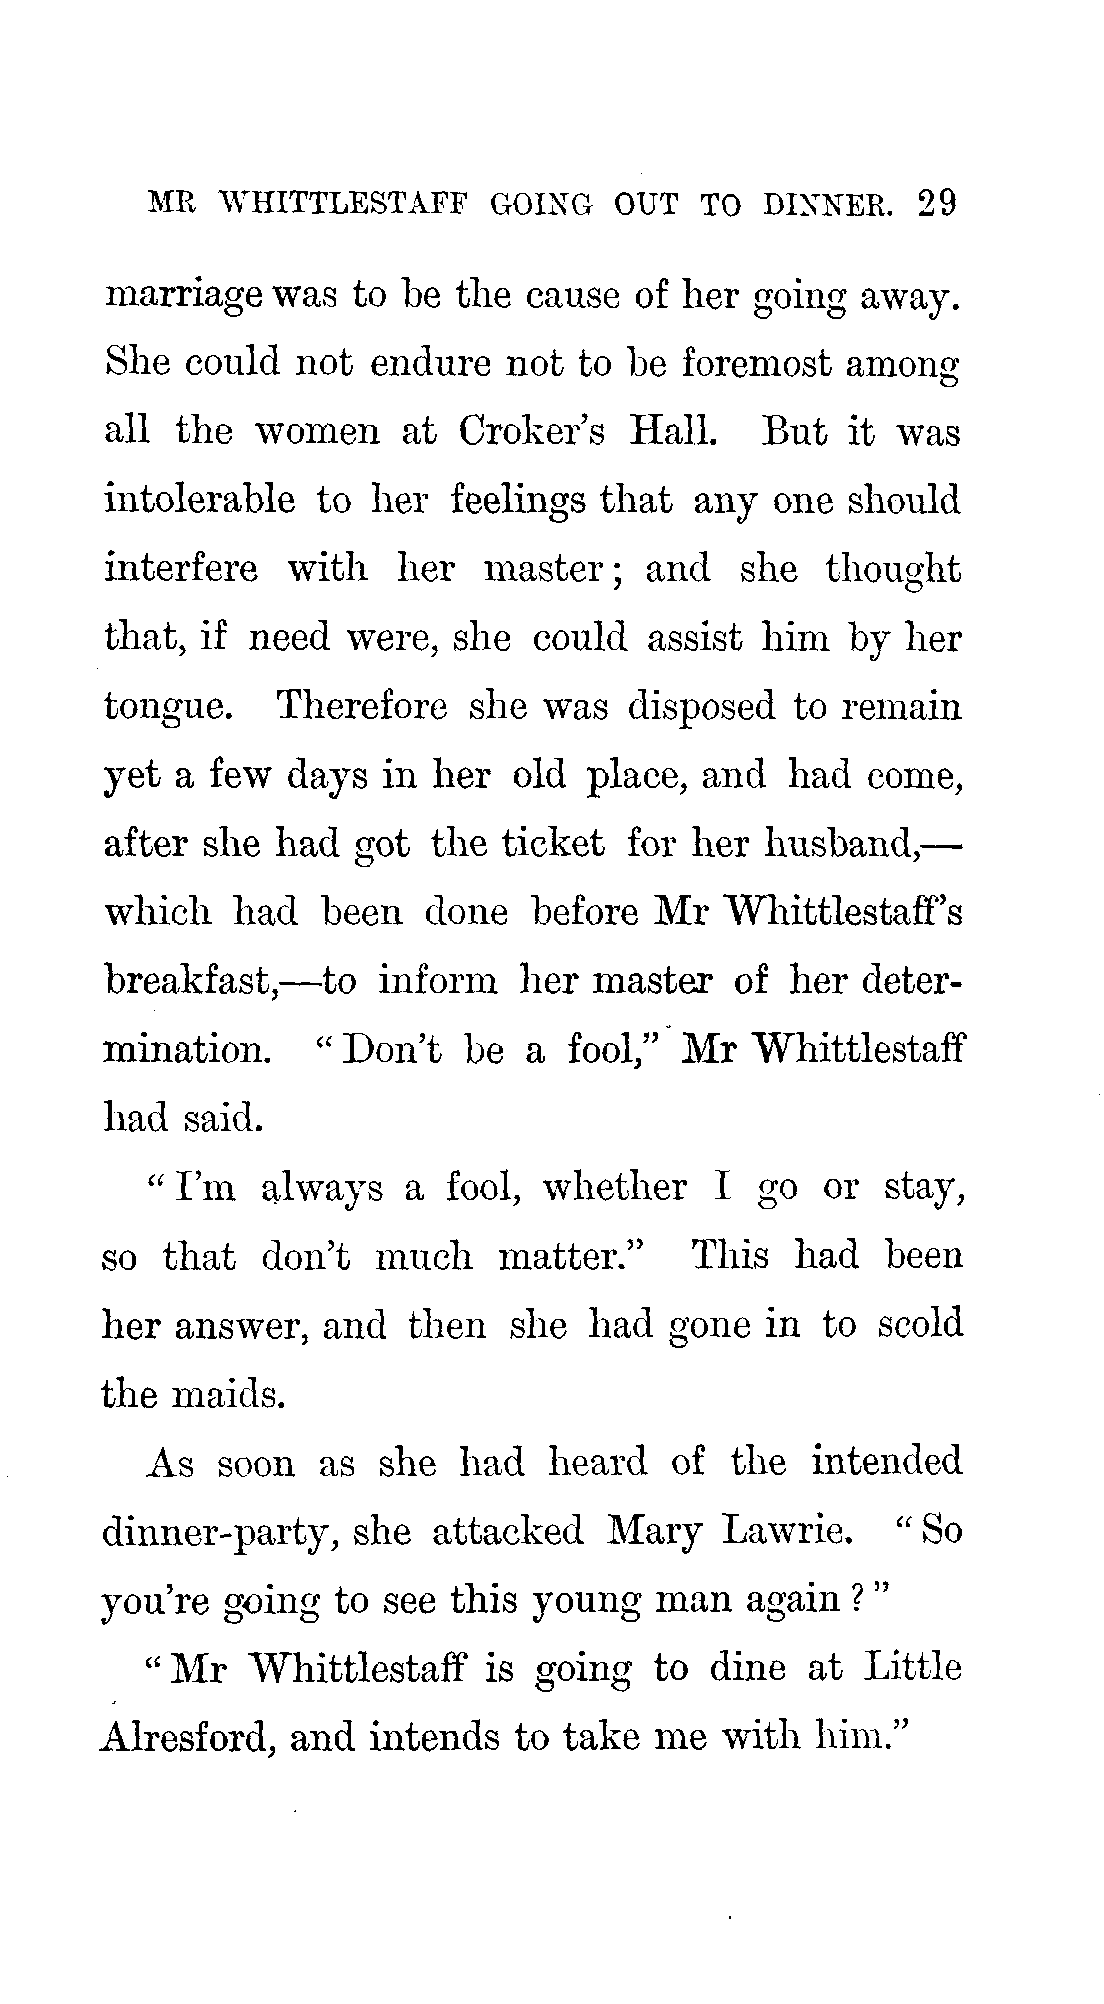 MR WHITTLESTAFF GOING OUT TO DINNER. 29
marriage was to be the cause of her going away.
She could not endure not to be foremost among
all the women at Croker's Hall. But it was
intolerable to her feelings that any one should
interfere with her master; and she thought
that, if need were, she could assist him by her
tongue. Therefore she was disposed to remain
yet a few days in her old place, and had come,
after she had got the ticket for her husband,—
which had been done before Mr Whittlestaff's
breakfast,—to inform her master of her deter-
mination. “Don't be a fool,” Mr Whittlestaff
had said.
“I'm always a fool, whether I go or stay,
so that don't much matter.” This had been
her answer, and then she had gone in to scold
the maids.
As soon as she had heard of the intended
dinner-party, she attacked Mary Lawrie. “So
you're going to see this young man again?”
“Mr Whittlestaff is going to dine at Little
Alresford, and intends to take me with him.”